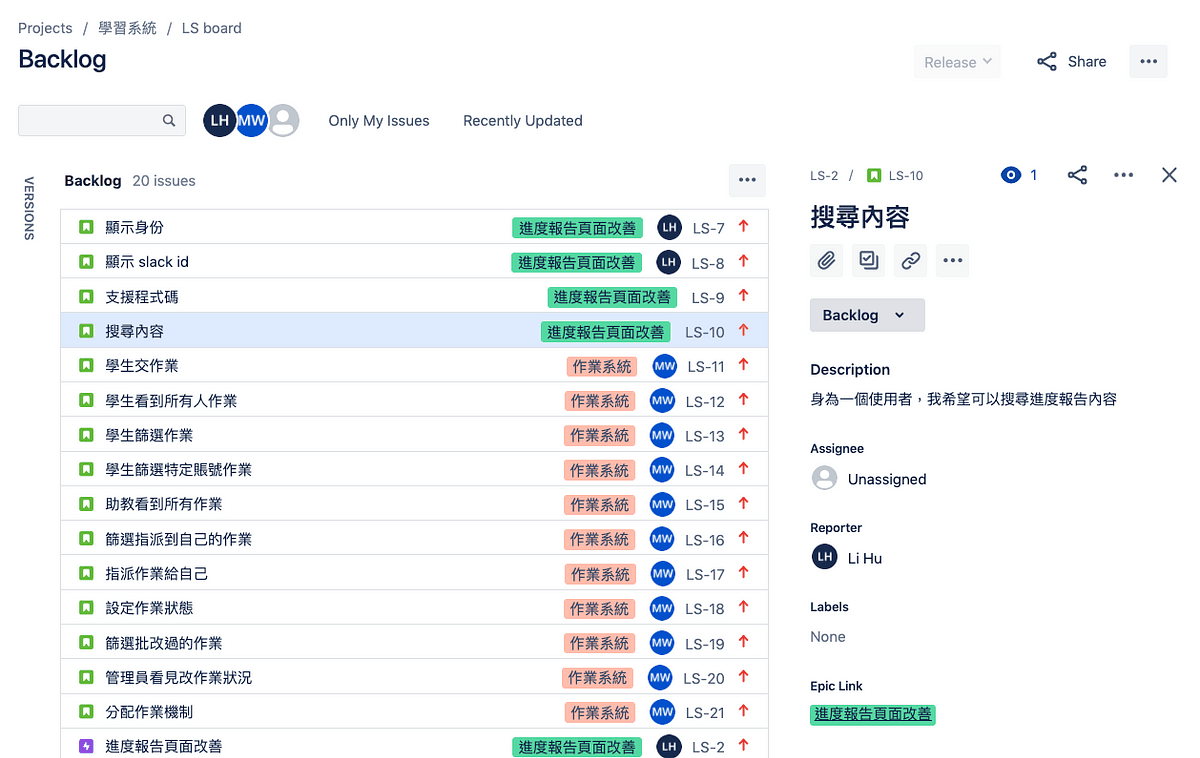 Projects / 學習系統 / LS board
Backlog
Release
Share
LH MW
Only My Issues
Recently Updated
VERSIONS
Backlog 20 issues
顯示身份 進度報告頁面改善 LH LS-7
顯示 slack id 進度報告頁面改善 LH LS-8
支援程式碼 進度報告頁面改善 LS-9
搜尋內容 進度報告頁面改善 LS-10
學生交作業 作業系統 MW LS-11
學生看到所有人作業 作業系統 MW LS-12
學生篩選作業 作業系統 MW LS-13
學生篩選特定賬號作業 作業系統 MW LS-14
助教看到所有作業 作業系統 MW LS-15
篩選指派到自己的作業 作業系統 MW LS-16
指派作業給自己 作業系統 MW LS-17
設定作業狀態 作業系統 MW LS-18
篩選批改過的作業 作業系統 MW LS-19
管理員看見改作業狀況 作業系統 MW LS-20
分配作業機制 作業系統 MW LS-21
進度報告頁面改善 進度報告頁面改善 LH LS-2
LS-2 / LS-10
1
搜尋內容
Backlog
Description
身為一個使用者，我希望可以搜尋進度報告內容
Assignee
Unassigned
Reporter
LH Li Hu
Labels
None
Epic Link
進度報告頁面改善